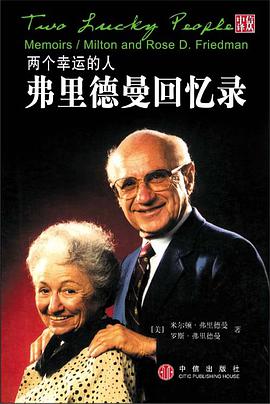 Two Lucky People
Memoirs / Milton and Rose D. Friedman
两个幸运的人
弗里德曼回忆录
[美] 米尔顿·弗里德曼
罗斯·弗里德曼 著
中信出版社
CITIC PUBLISHING HOUSE